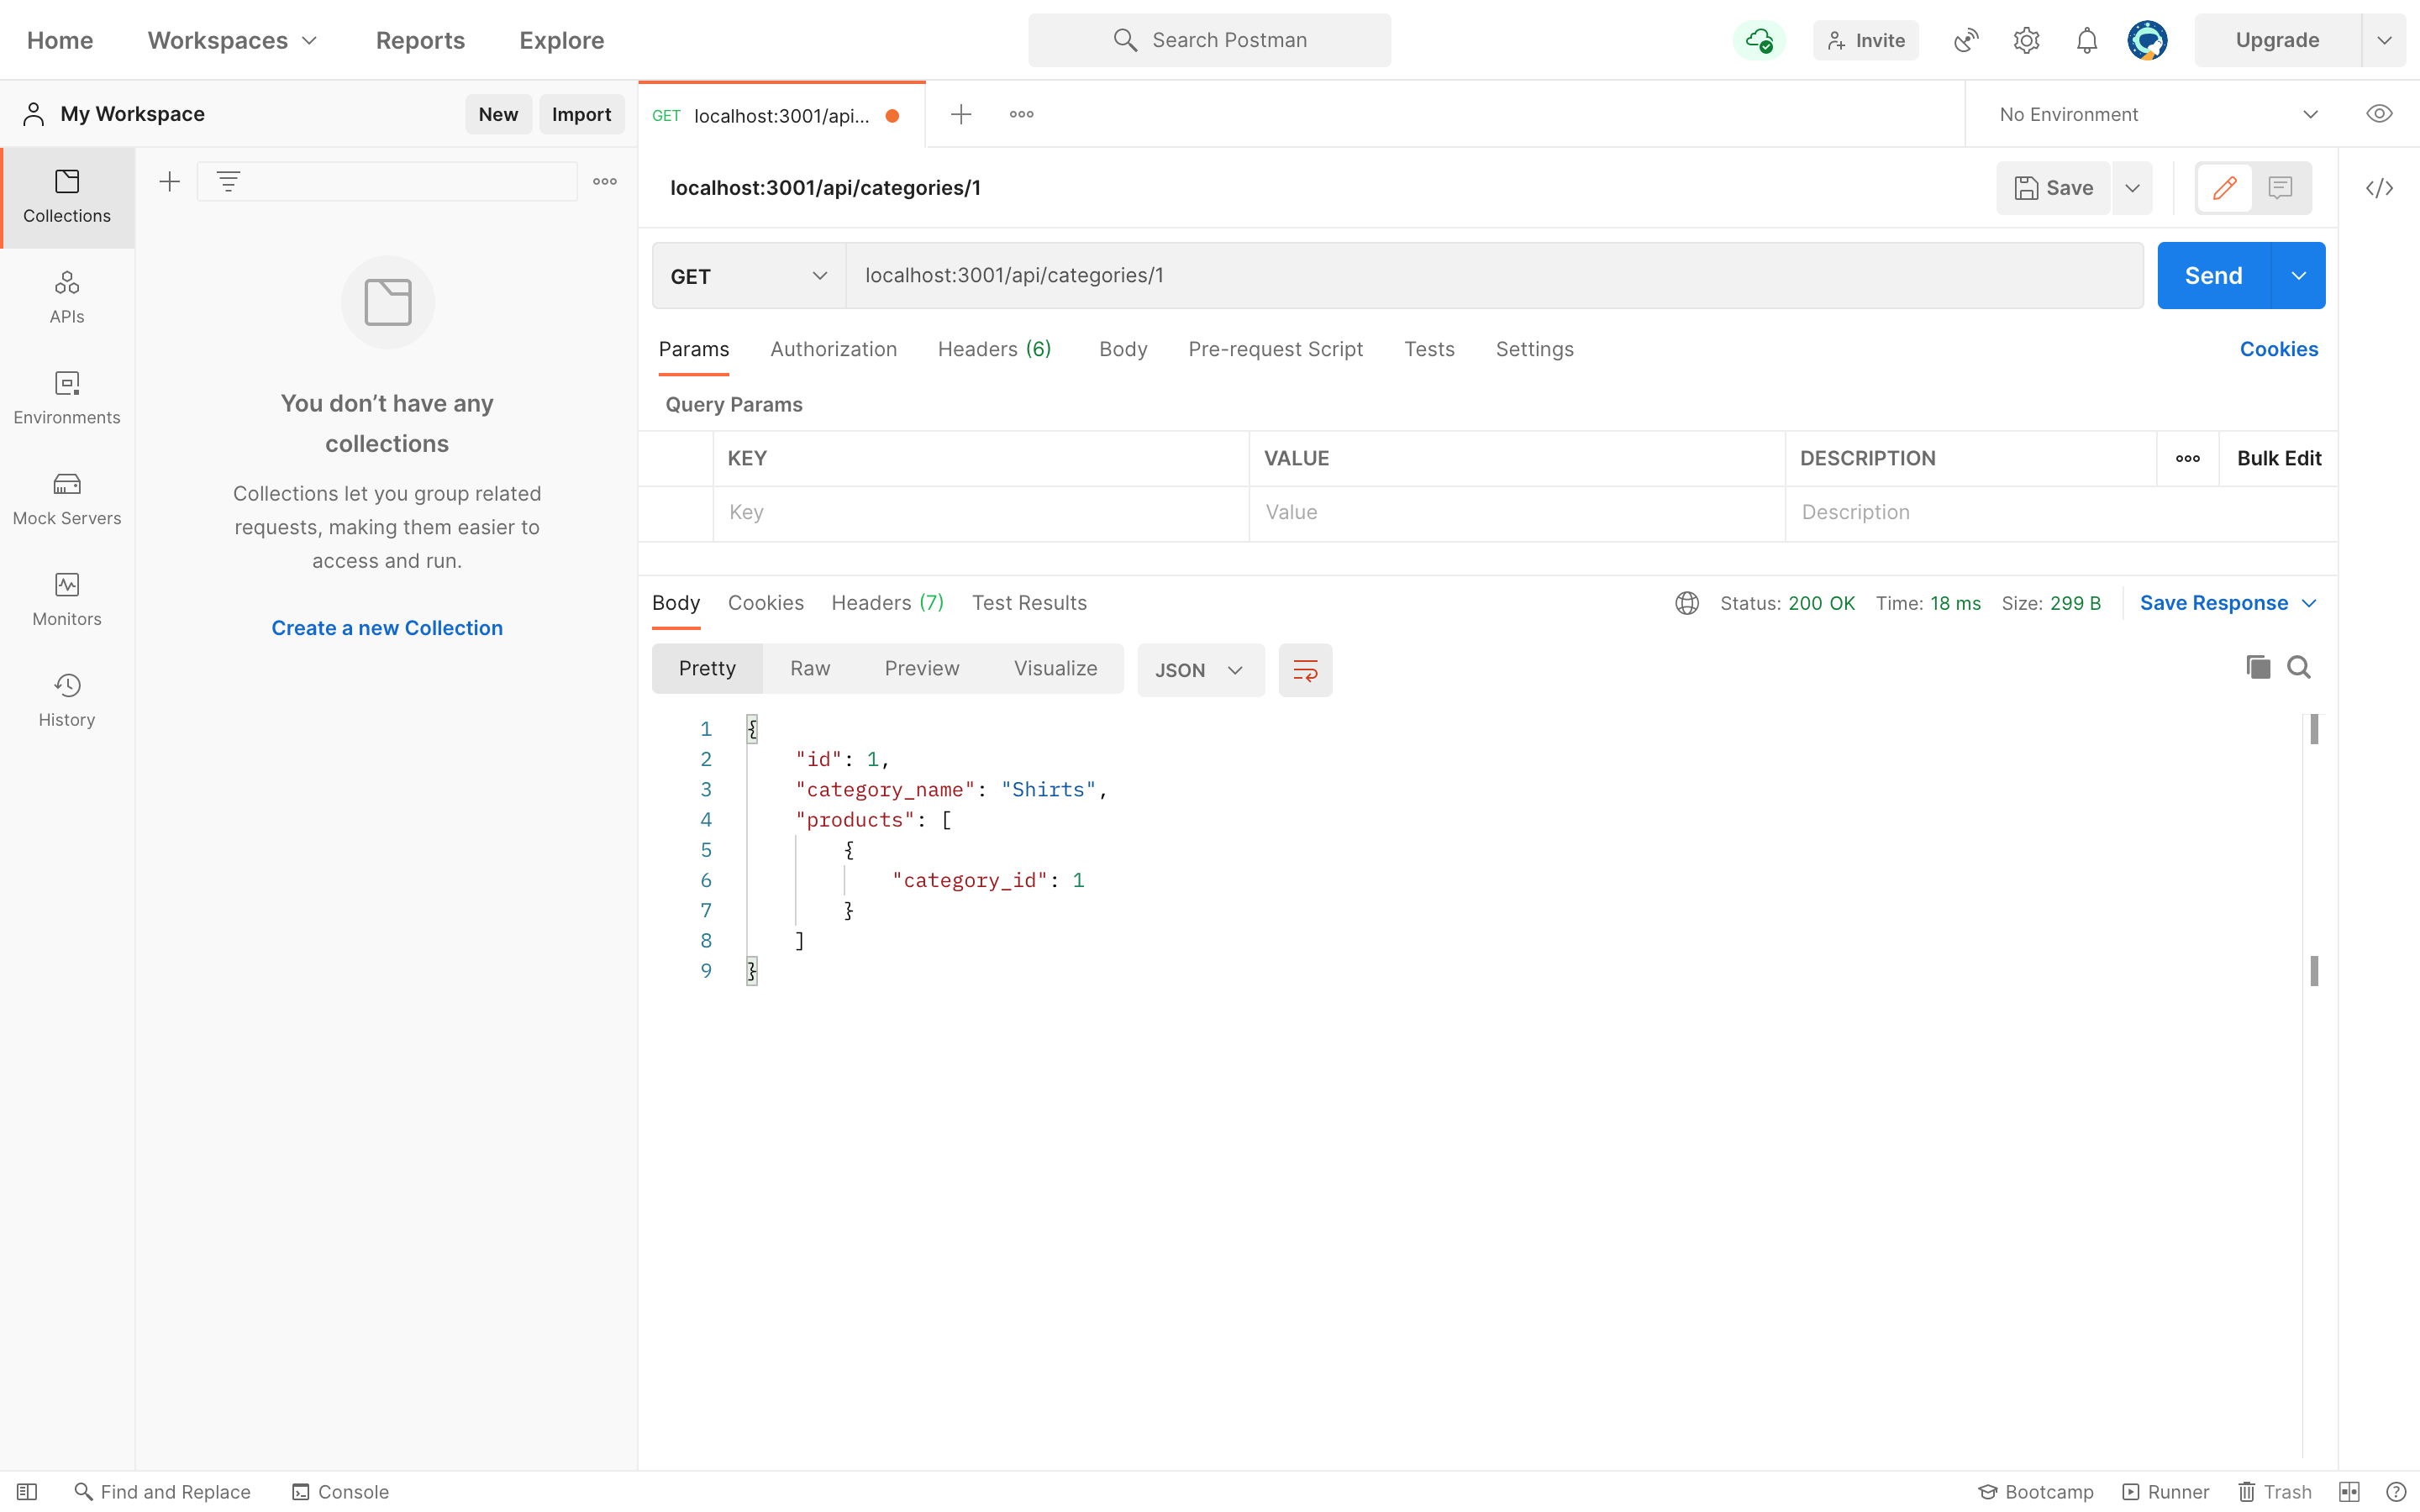 Home Workspaces Reports Explore Search Postman Invite Upgrade
My Workspace New Import GET localhost:3001/api... No Environment
Collections
APIs
Environments
Mock Servers
Monitors
History
You don’t have any
collections
Collections let you group related
requests, making them easier to
access and run.
Create a new Collection
localhost:3001/api/categories/1 Save
GET localhost:3001/api/categories/1 Send
Params Authorization Headers (6) Body Pre-request Script Tests Settings Cookies
Query Params
KEY VALUE DESCRIPTION Bulk Edit
Key Value Description
Body Cookies Headers (7) Test Results Status: 200 OK Time: 18 ms Size: 299 B Save Response
Pretty Raw Preview Visualize JSON
1 {
2 "id": 1,
3 "category_name": "Shirts",
4 "products": [
5 {
6 "category_id": 1
7 }
8 ]
9 }
Find and Replace Console Bootcamp Runner Trash